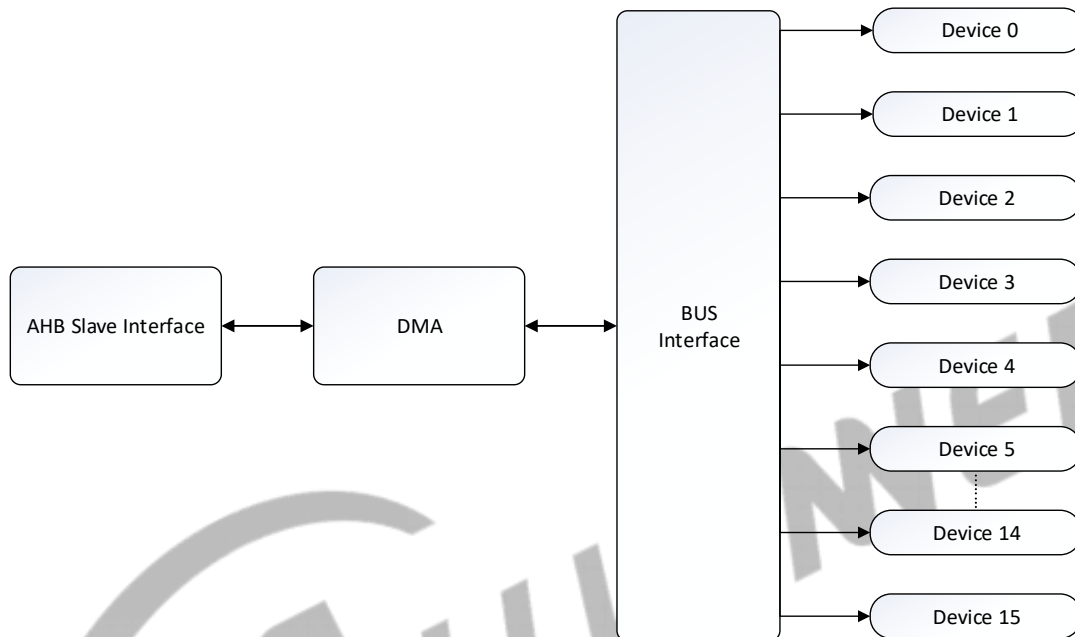 Device 0
Device 1
Device 2
Device 3
AHB Slave Interface
DMA
BUS
Interface
Device 4
Device 5
Device 14
Device 15